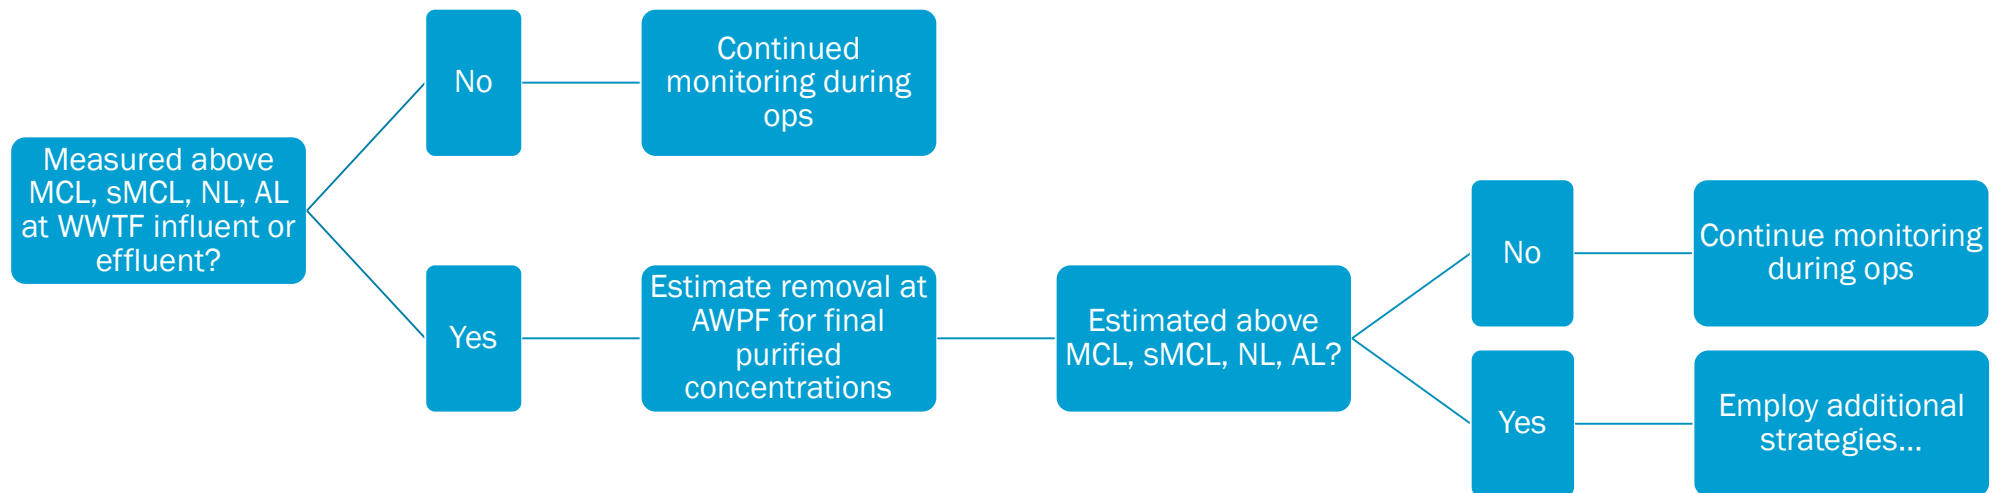 Measured above
MCL, sMCL, NL, AL
at WWTF influent or
effluent?
No
Continued
monitoring during
ops
Yes
Estimate removal at
AWPF for final
purified
concentrations
Estimated above
MCL, sMCL, NL, AL?
No
Continue monitoring
during ops
Yes
Employ additional
strategies...